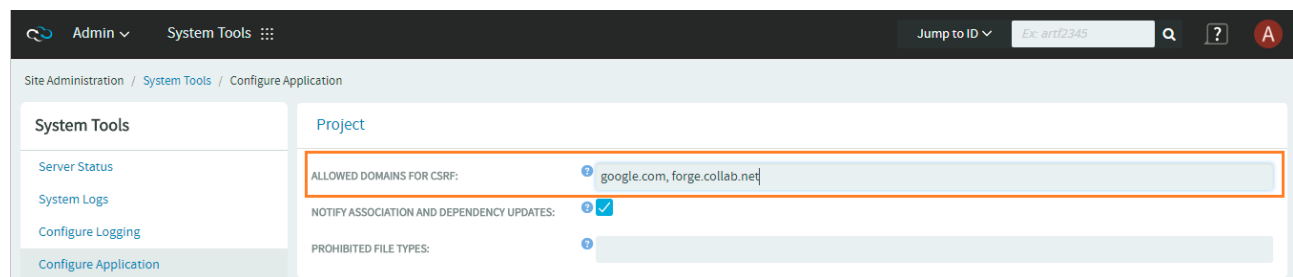 Admin System Tools Jump to ID Ex: artf2345 ? A
Site Administration / System Tools / Configure Application
System Tools
Project
Server Status
ALLOWED DOMAINS FOR CSRF: ? google.com, forge.collab.net
System Logs
NOTIFY ASSOCIATION AND DEPENDENCY UPDATES: ?
Configure Logging
PROHIBITED FILE TYPES: ?
Configure Application